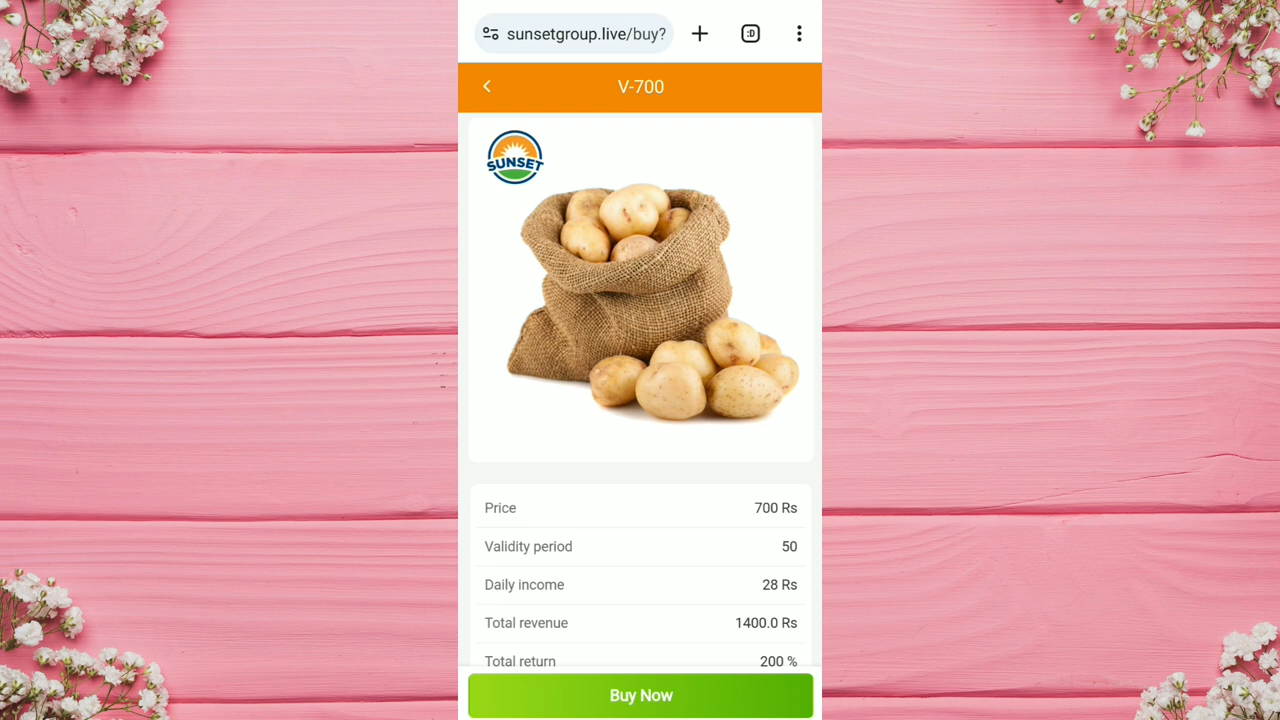 sunsetgroup.live/buy?
:D
V-700
SUNSET
Price 700 Rs
Validity period 50
Daily income 28 Rs
Total revenue 1400.0 Rs
Total return 200 %
Buy Now